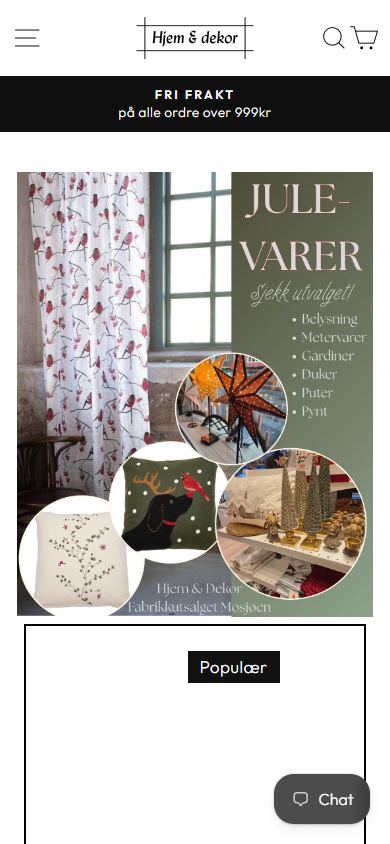 Hjem & dekor
FRI FRAKT
på alle ordre over 999kr
JULE-
VARER
Sjekk utvalget!
• Belysning
• Metervarer
• Gardiner
• Duker
• Puter
• Pynt
Hjem & Dekor
Fabrikkutsalget Mosjøen
Populær
Chat